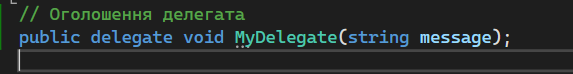 // Оголошення делегата
public delegate void MyDelegate(string message);